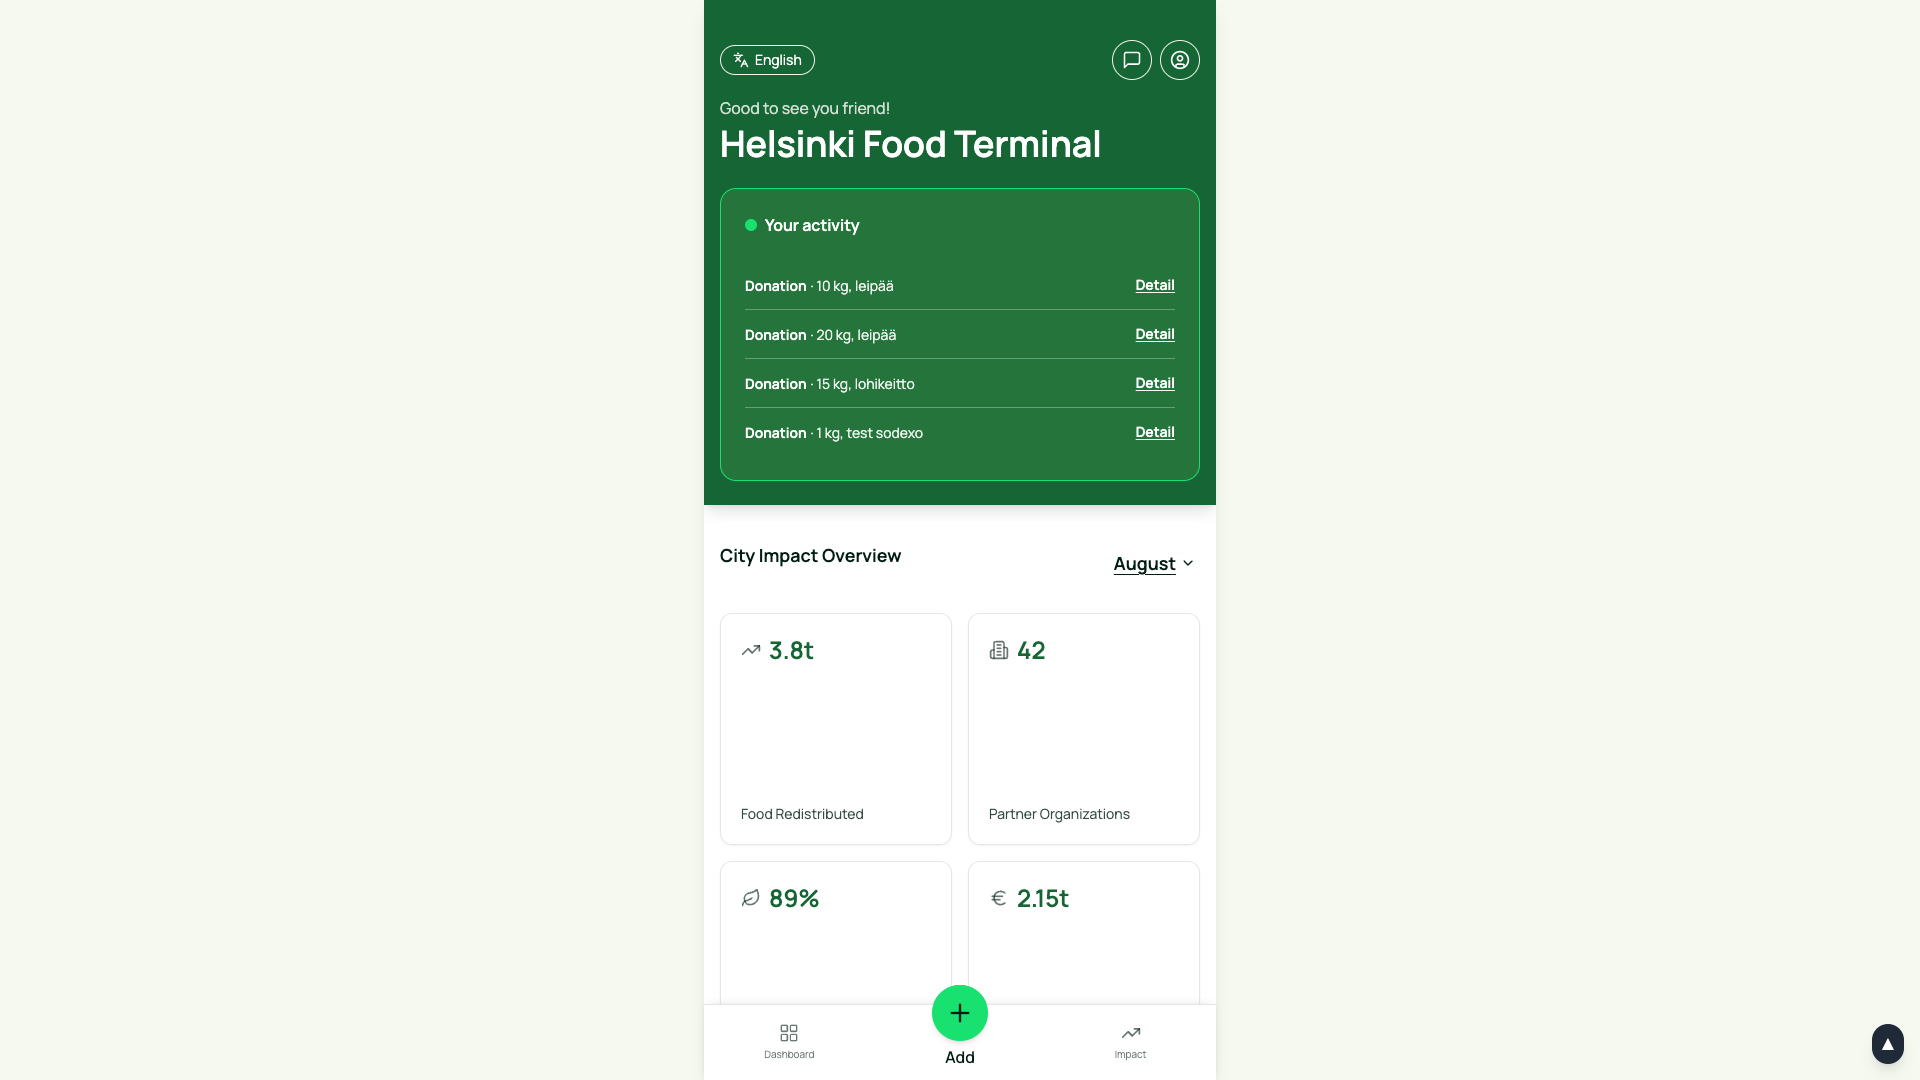 English
Good to see you friend!
Helsinki Food Terminal
Your activity
Donation · 10 kg, leipää Detail
Donation · 20 kg, leipää Detail
Donation · 15 kg, lohikeitto Detail
Donation · 1 kg, test sodexo Detail
City Impact Overview
August
3.8t
Food Redistributed
42
Partner Organizations
89%
€ 2.15t
Dashboard
Add
Impact